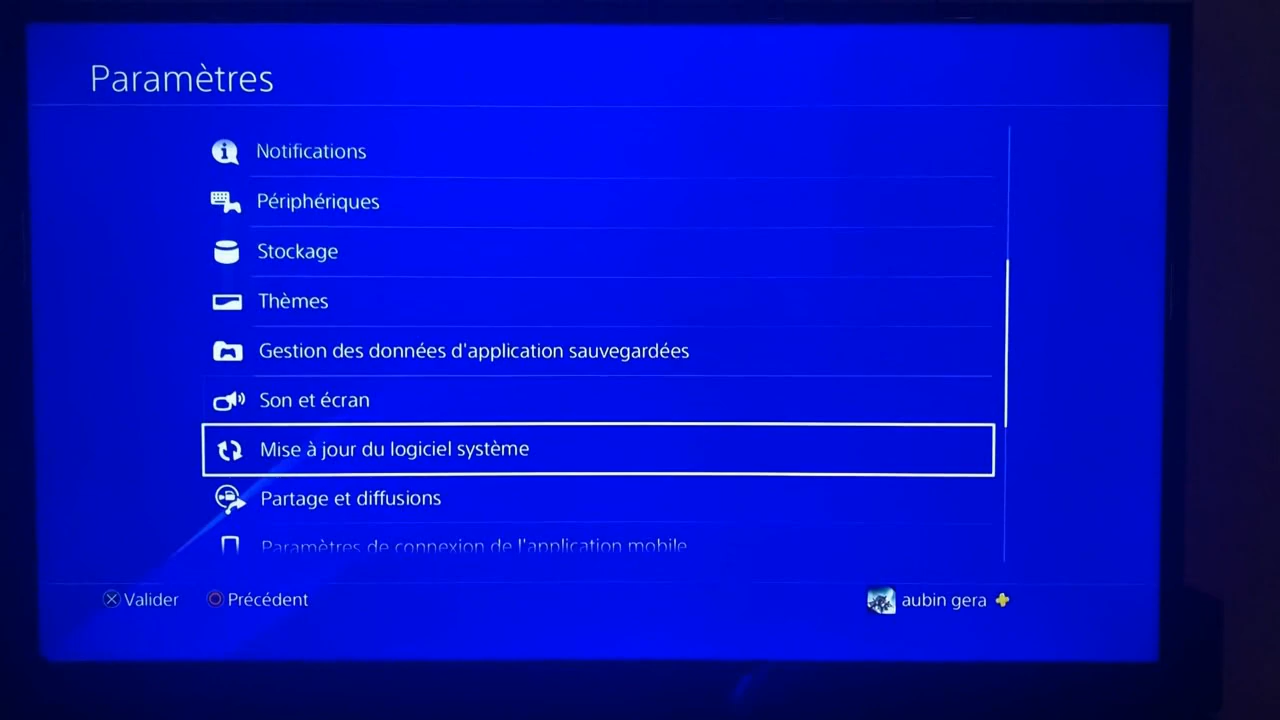 Paramètres
Notifications
Périphériques
Stockage
Thèmes
Gestion des données d'application sauvegardées
Son et écran
Mise à jour du logiciel système
Partage et diffusions
Paramètres de connexion de l'application mobile
Valider Précédent aubin gera